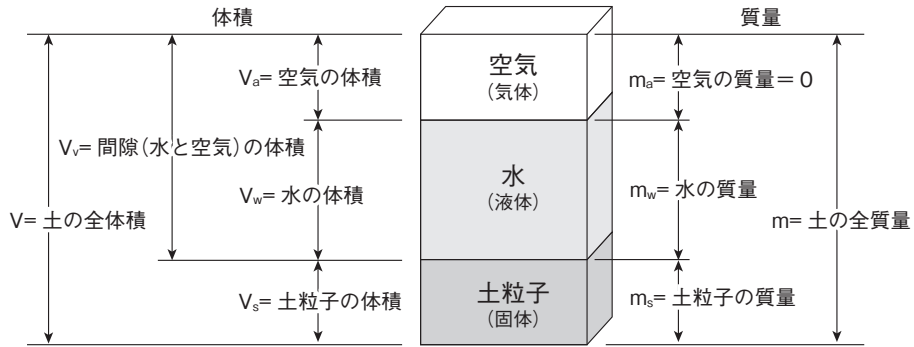 体積
質量
Va=空気の体積
空気
(気体)
ma=空気の質量=0
Vv=間隙(水と空気)の体積
水
(液体)
Vw=水の体積
mw=水の質量
V=土の全体積
m=土の全質量
土粒子
(固体)
Vs=土粒子の体積
ms=土粒子の質量